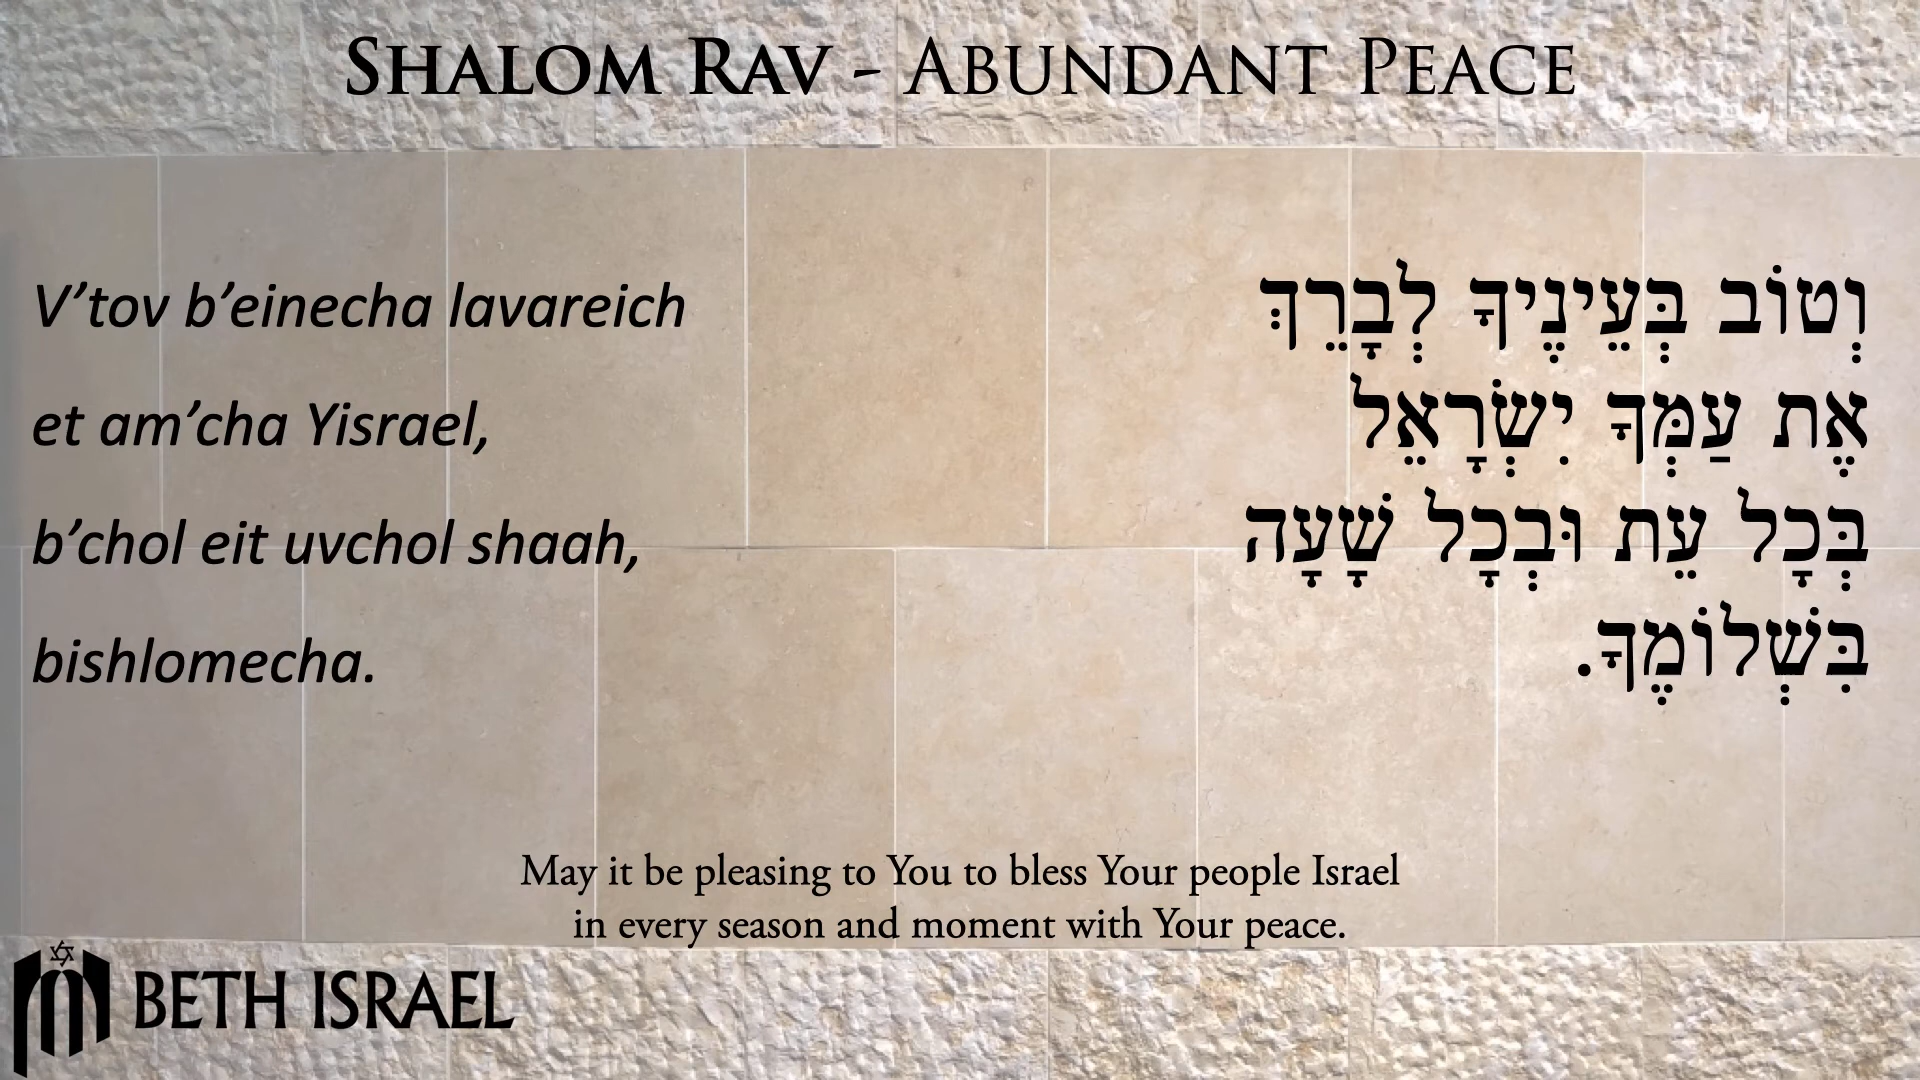 Shalom Rav - Abundant Peace
V’tov b’einecha lavareich
et am’cha Yisrael,
b’chol eit uvchol shaah,
bishlomecha.
וְטוֹב בְּעֵינֶיךָ לְבָרֵךְ
אֶת עַמְּךָ יִשְׂרָאֵל
בְּכָל עֵת וּבְכָל שָׁעָה
בִּשְׁלוֹמֶךָ.
May it be pleasing to You to bless Your people Israel
in every season and moment with Your peace.
BETH ISRAEL